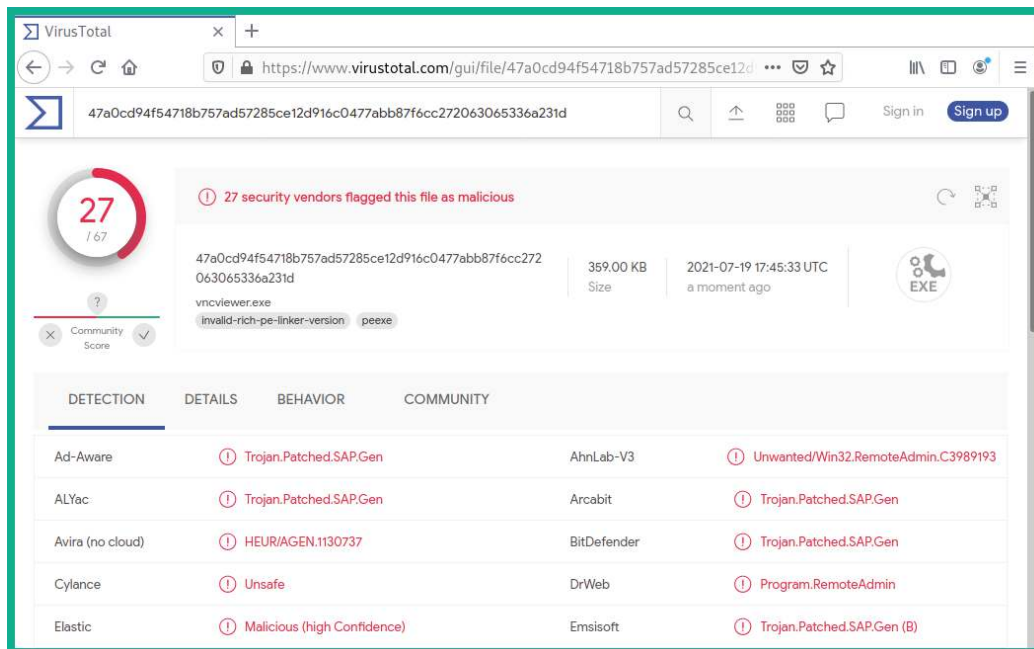 VirusTotal
https://www.virustotal.com/gui/file/47a0cd94f54718b757ad57285ce12d
47a0cd94f54718b757ad57285ce12d916c0477abb87f6cc272063065336a231d
Sign in
Sign up
27
/ 67
27 security vendors flagged this file as malicious
47a0cd94f54718b757ad57285ce12d916c0477abb87f6cc272
063065336a231d
vncviewer.exe
invalid-rich-pe-linker-version peexe
359.00 KB
Size
2021-07-19 17:45:33 UTC
a moment ago
EXE
?
Community
Score
DETECTION DETAILS BEHAVIOR COMMUNITY
Ad-Aware Trojan.Patched.SAP.Gen AhnLab-V3 Unwanted/Win32.RemoteAdmin.C3989193
ALYac Trojan.Patched.SAP.Gen Arcabit Trojan.Patched.SAP.Gen
Avira (no cloud) HEUR/AGEN.1130737 BitDefender Trojan.Patched.SAP.Gen
Cylance Unsafe DrWeb Program.RemoteAdmin
Elastic Malicious (high Confidence) Emsisoft Trojan.Patched.SAP.Gen (B)